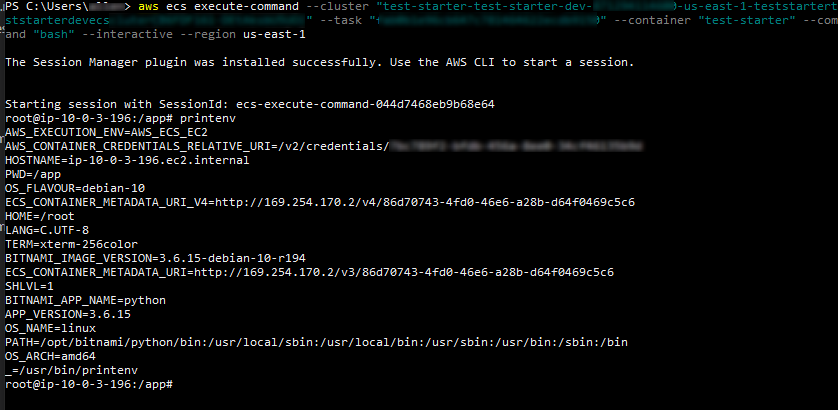 PS C:\Users\> aws ecs execute-command --cluster "test-starter-test-starter-dev- -us-east-1-teststartert
ststarterdevecs --task " " --container "test-starter" --com
and "bash" --interactive --region us-east-1
The Session Manager plugin was installed successfully. Use the AWS CLI to start a session.
Starting session with SessionId: ecs-execute-command-044d7468eb9b68e64
root@ip-10-0-3-196:/app# printenv
AWS_EXECUTION_ENV=AWS_ECS_EC2
AWS_CONTAINER_CREDENTIALS_RELATIVE_URI=/v2/credentials/
HOSTNAME=ip-10-0-3-196.ec2.internal
PWD=/app
OS_FLAVOUR=debian-10
ECS_CONTAINER_METADATA_URI_V4=http://169.254.170.2/v4/86d70743-4fd0-46e6-a28b-d64f0469c5c6
HOME=/root
LANG=C.UTF-8
TERM=xterm-256color
BITNAMI_IMAGE_VERSION=3.6.15-debian-10-r194
ECS_CONTAINER_METADATA_URI=http://169.254.170.2/v3/86d70743-4fd0-46e6-a28b-d64f0469c5c6
SHLVL=1
BITNAMI_APP_NAME=python
APP_VERSION=3.6.15
OS_NAME=linux
PATH=/opt/bitnami/python/bin:/usr/local/sbin:/usr/local/bin:/usr/sbin:/usr/bin:/sbin:/bin
OS_ARCH=amd64
_=/usr/bin/printenv
root@ip-10-0-3-196:/app#